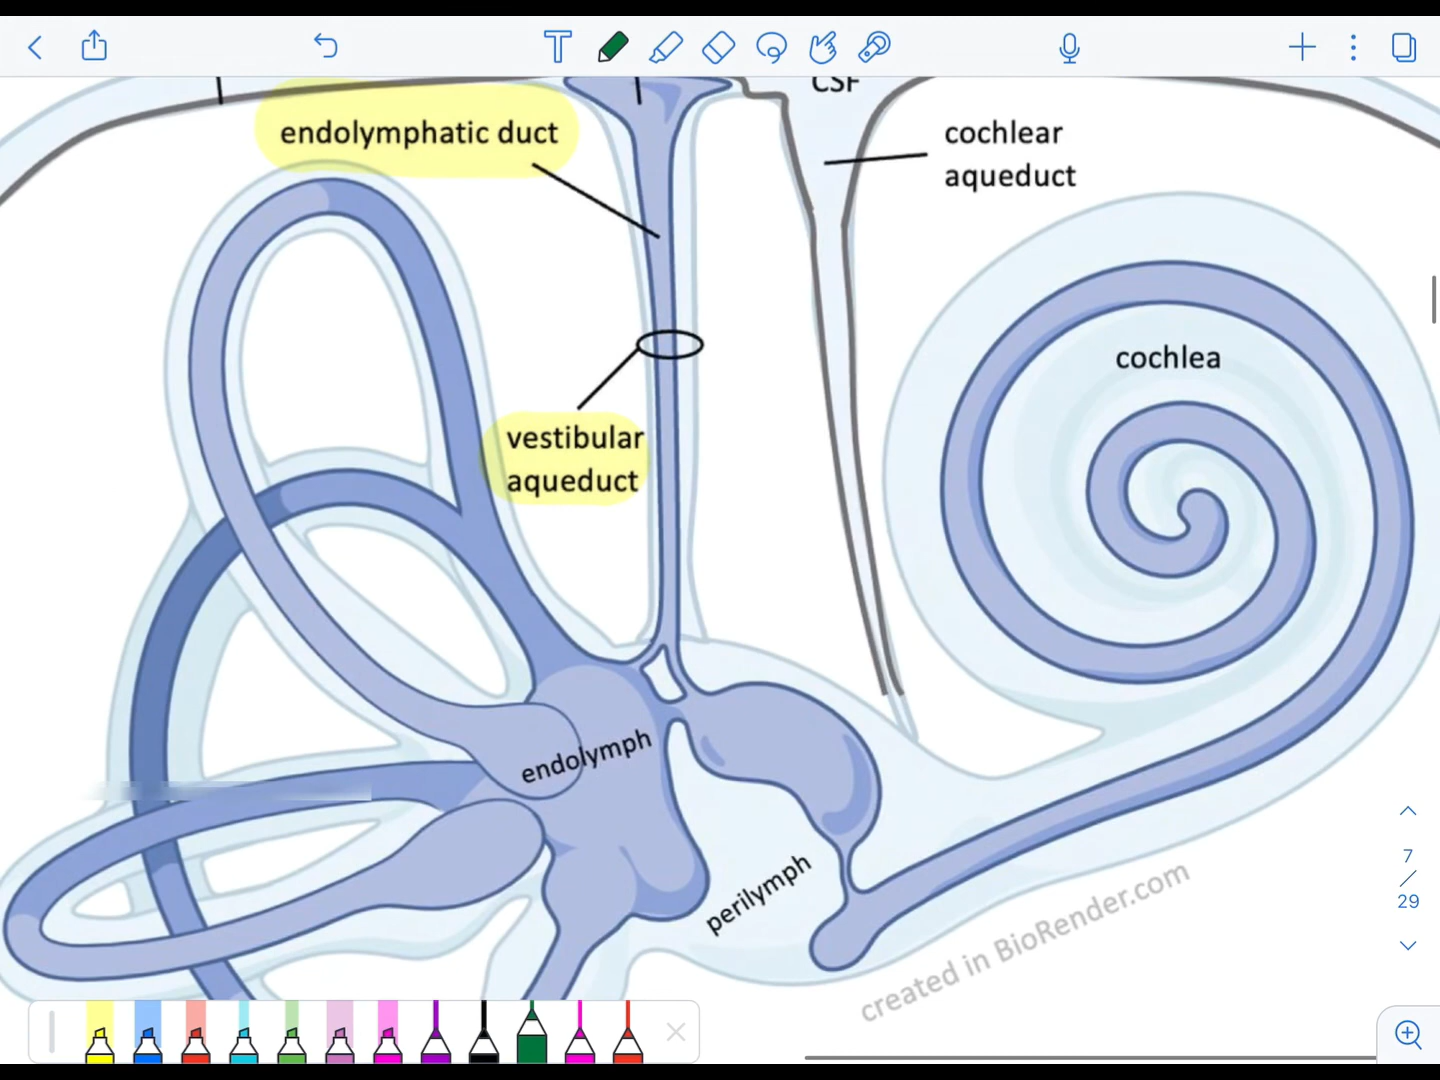 CSF
endolymphatic duct
cochlear
aqueduct
cochlea
vestibular
aqueduct
endolymph
perilymph
created in BioRender.com
7
/
29
T